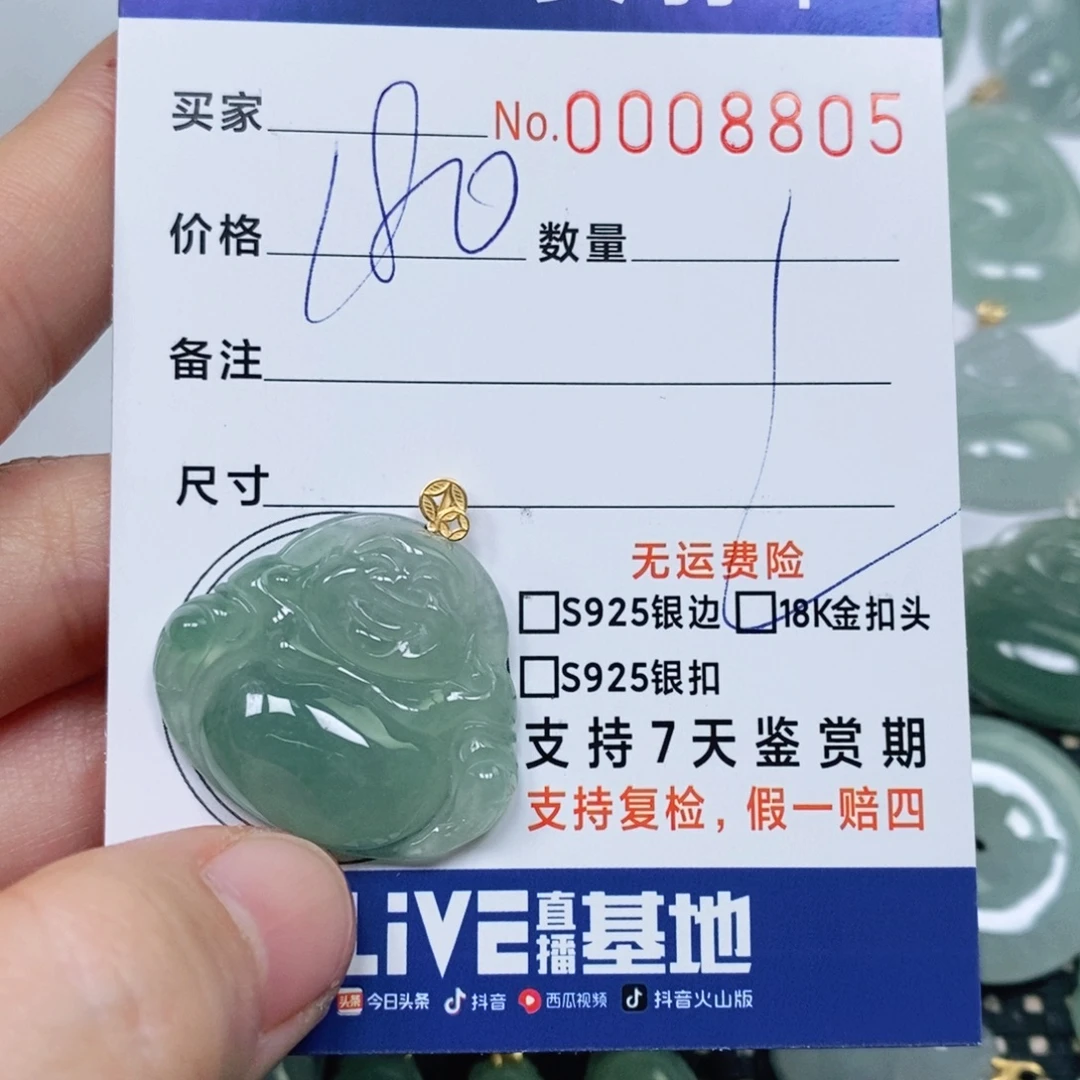 买家 No.0008805
价格 180 数量
备注
尺寸
无运费险
S925银边 18K金扣头
S925银扣
支持7天鉴赏期
支持复检，假一赔四
LiVE直播基地
头条 今日头条 抖音 西瓜视频 抖音火山版